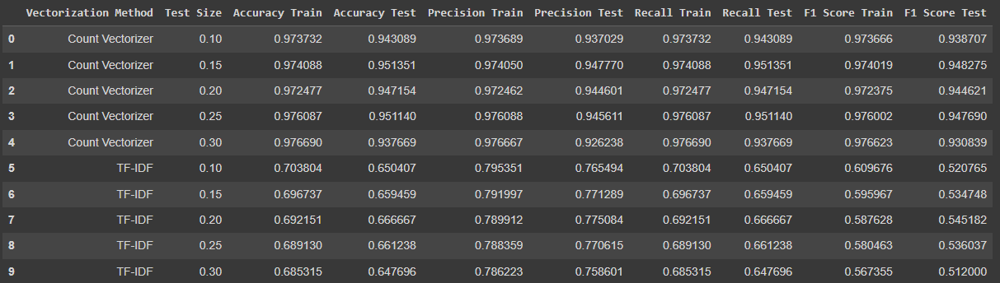 Vectorization Method Test Size Accuracy Train Accuracy Test Precision Train Precision Test Recall Train Recall Test F1 Score Train F1 Score Test
0 Count Vectorizer 0.10 0.973732 0.943089 0.973689 0.937029 0.973732 0.943089 0.973666 0.938707
1 Count Vectorizer 0.15 0.974088 0.951351 0.974050 0.947770 0.974088 0.951351 0.974019 0.948275
2 Count Vectorizer 0.20 0.972477 0.947154 0.972462 0.944601 0.972477 0.947154 0.972375 0.944621
3 Count Vectorizer 0.25 0.976087 0.951140 0.976088 0.945611 0.976087 0.951140 0.976002 0.947690
4 Count Vectorizer 0.30 0.976690 0.937669 0.976667 0.926238 0.976690 0.937669 0.976623 0.930839
5 TF-IDF 0.10 0.703804 0.650407 0.795351 0.765494 0.703804 0.650407 0.609676 0.520765
6 TF-IDF 0.15 0.696737 0.659459 0.791997 0.771289 0.696737 0.659459 0.595967 0.534748
7 TF-IDF 0.20 0.692151 0.666667 0.789912 0.775084 0.692151 0.666667 0.587628 0.545182
8 TF-IDF 0.25 0.689130 0.661238 0.788359 0.770615 0.689130 0.661238 0.580463 0.536037
9 TF-IDF 0.30 0.685315 0.647696 0.786223 0.758601 0.685315 0.647696 0.567355 0.512000